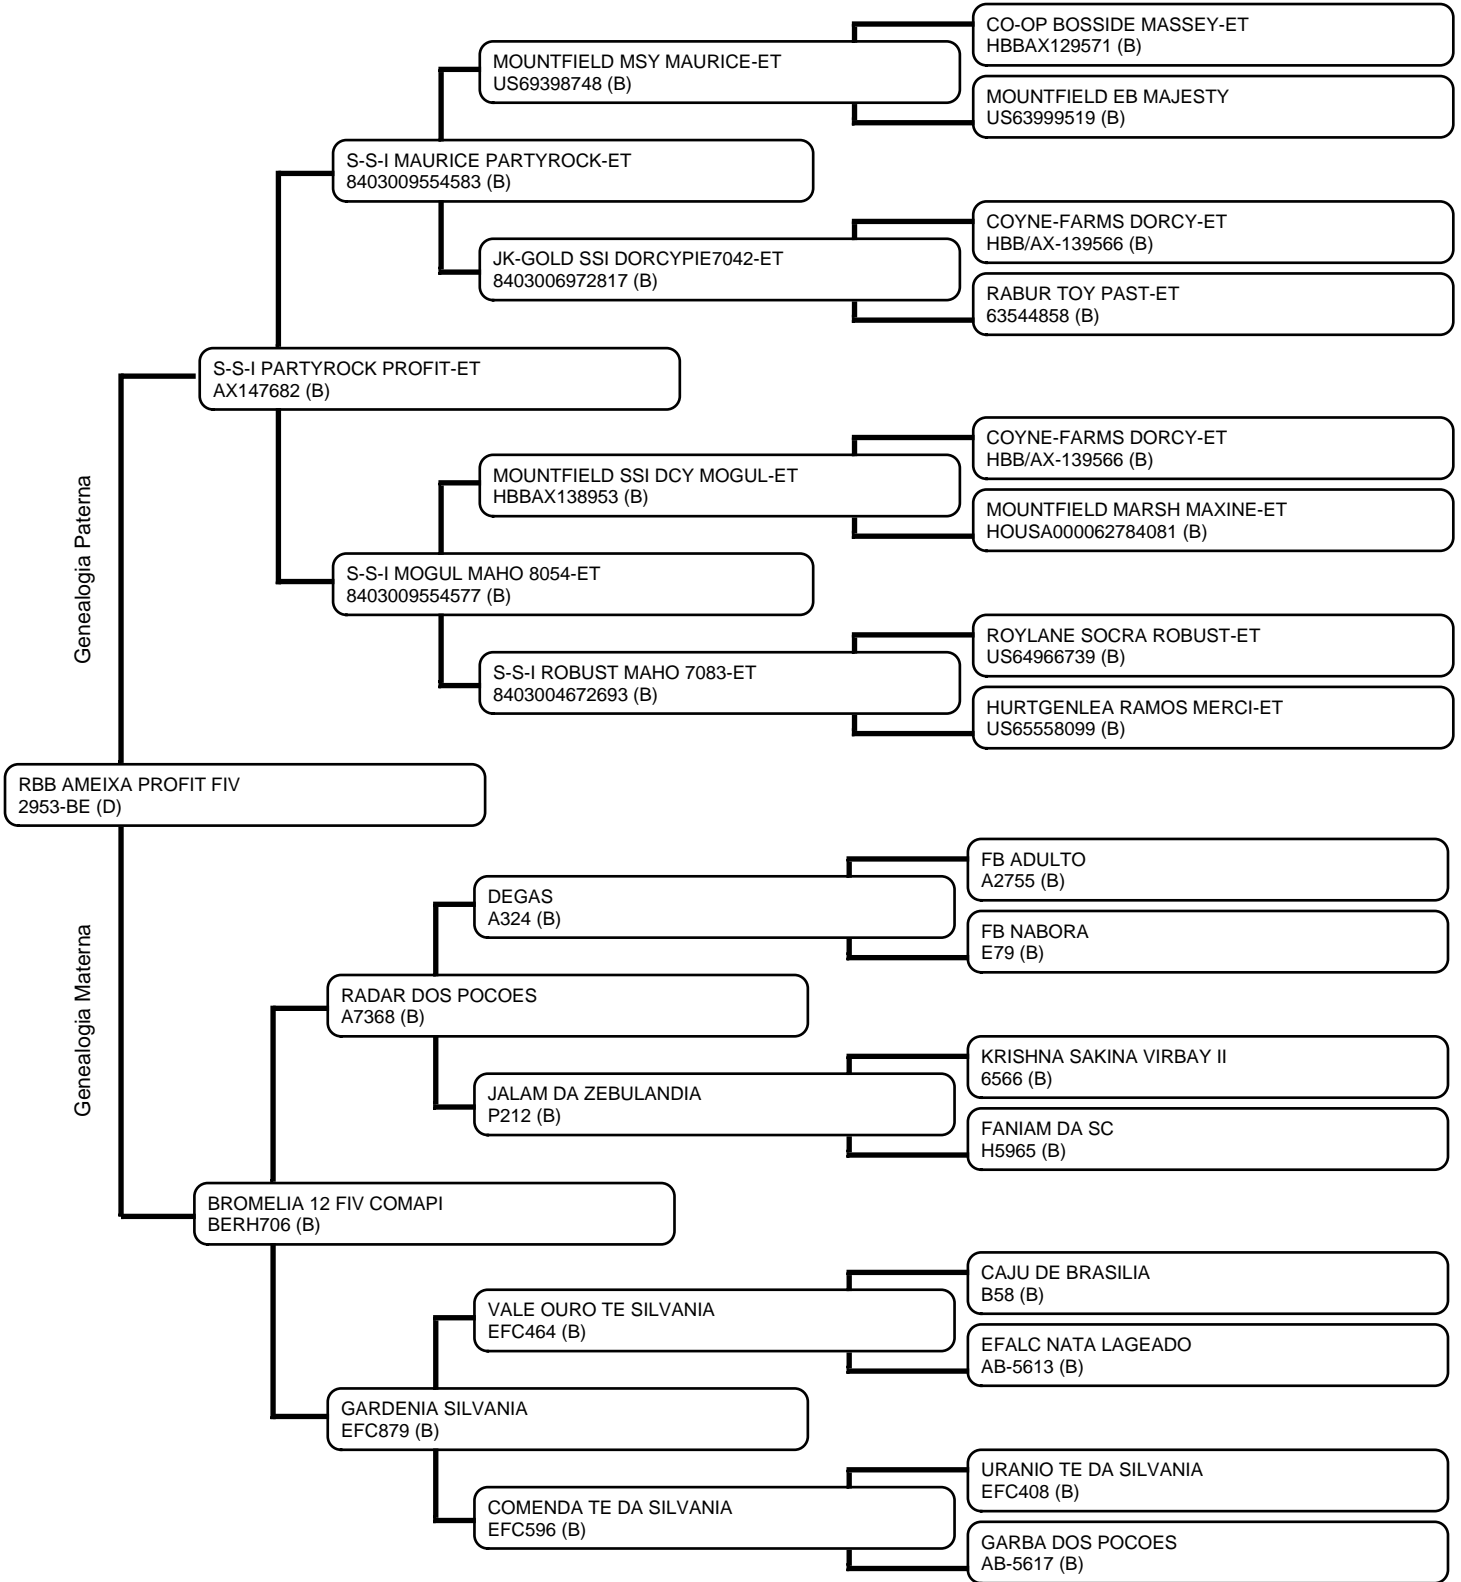 CO-OP BOSSIDE MASSEY-ET
HBBAX129571 (B)
MOUNTFIELD MSY MAURICE-ET
US69398748 (B)
MOUNTFIELD EB MAJESTY
US63999519 (B)
S-S-I MAURICE PARTYROCK-ET
8403009554583 (B)
COYNE-FARMS DORCY-ET
HBB/AX-139566 (B)
JK-GOLD SSI DORCYPIE7042-ET
8403006972817 (B)
RABUR TOY PAST-ET
63544858 (B)
S-S-I PARTYROCK PROFIT-ET
AX147682 (B)
COYNE-FARMS DORCY-ET
HBB/AX-139566 (B)
MOUNTFIELD SSI DCY MOGUL-ET
HBBAX138953 (B)
MOUNTFIELD MARSH MAXINE-ET
HOUSA000062784081 (B)
Genealogia Paterna
S-S-I MOGUL MAHO 8054-ET
8403009554577 (B)
ROYLANE SOCRA ROBUST-ET
US64966739 (B)
S-S-I ROBUST MAHO 7083-ET
8403004672693 (B)
HURTGENLEA RAMOS MERCI-ET
US65558099 (B)
RBB AMEIXA PROFIT FIV
2953-BE (D)
FB ADULTO
A2755 (B)
DEGAS
A324 (B)
FB NABORA
E79 (B)
Genealogia Materna
RADAR DOS POCOES
A7368 (B)
KRISHNA SAKINA VIRBAY II
6566 (B)
JALAM DA ZEBULANDIA
P212 (B)
FANIAM DA SC
H5965 (B)
BROMELIA 12 FIV COMAPI
BERH706 (B)
CAJU DE BRASILIA
B58 (B)
VALE OURO TE SILVANIA
EFC464 (B)
EFALC NATA LAGEADO
AB-5613 (B)
GARDENIA SILVANIA
EFC879 (B)
URANIO TE DA SILVANIA
EFC408 (B)
COMENDA TE DA SILVANIA
EFC596 (B)
GARBA DOS POCOES
AB-5617 (B)